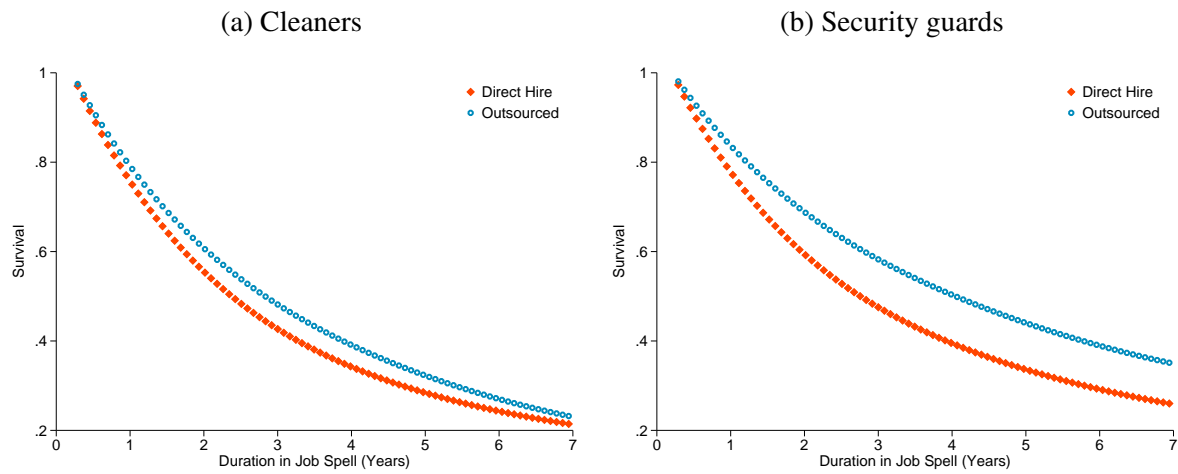 (a) Cleaners
1
.8
.6
.4
.2
Survival
0 1 2 3 4 5 6 7
Duration in Job Spell (Years)
Direct Hire
Outsourced
(b) Security guards
1
.8
.6
.4
.2
Survival
0 1 2 3 4 5 6 7
Duration in Job Spell (Years)
Direct Hire
Outsourced